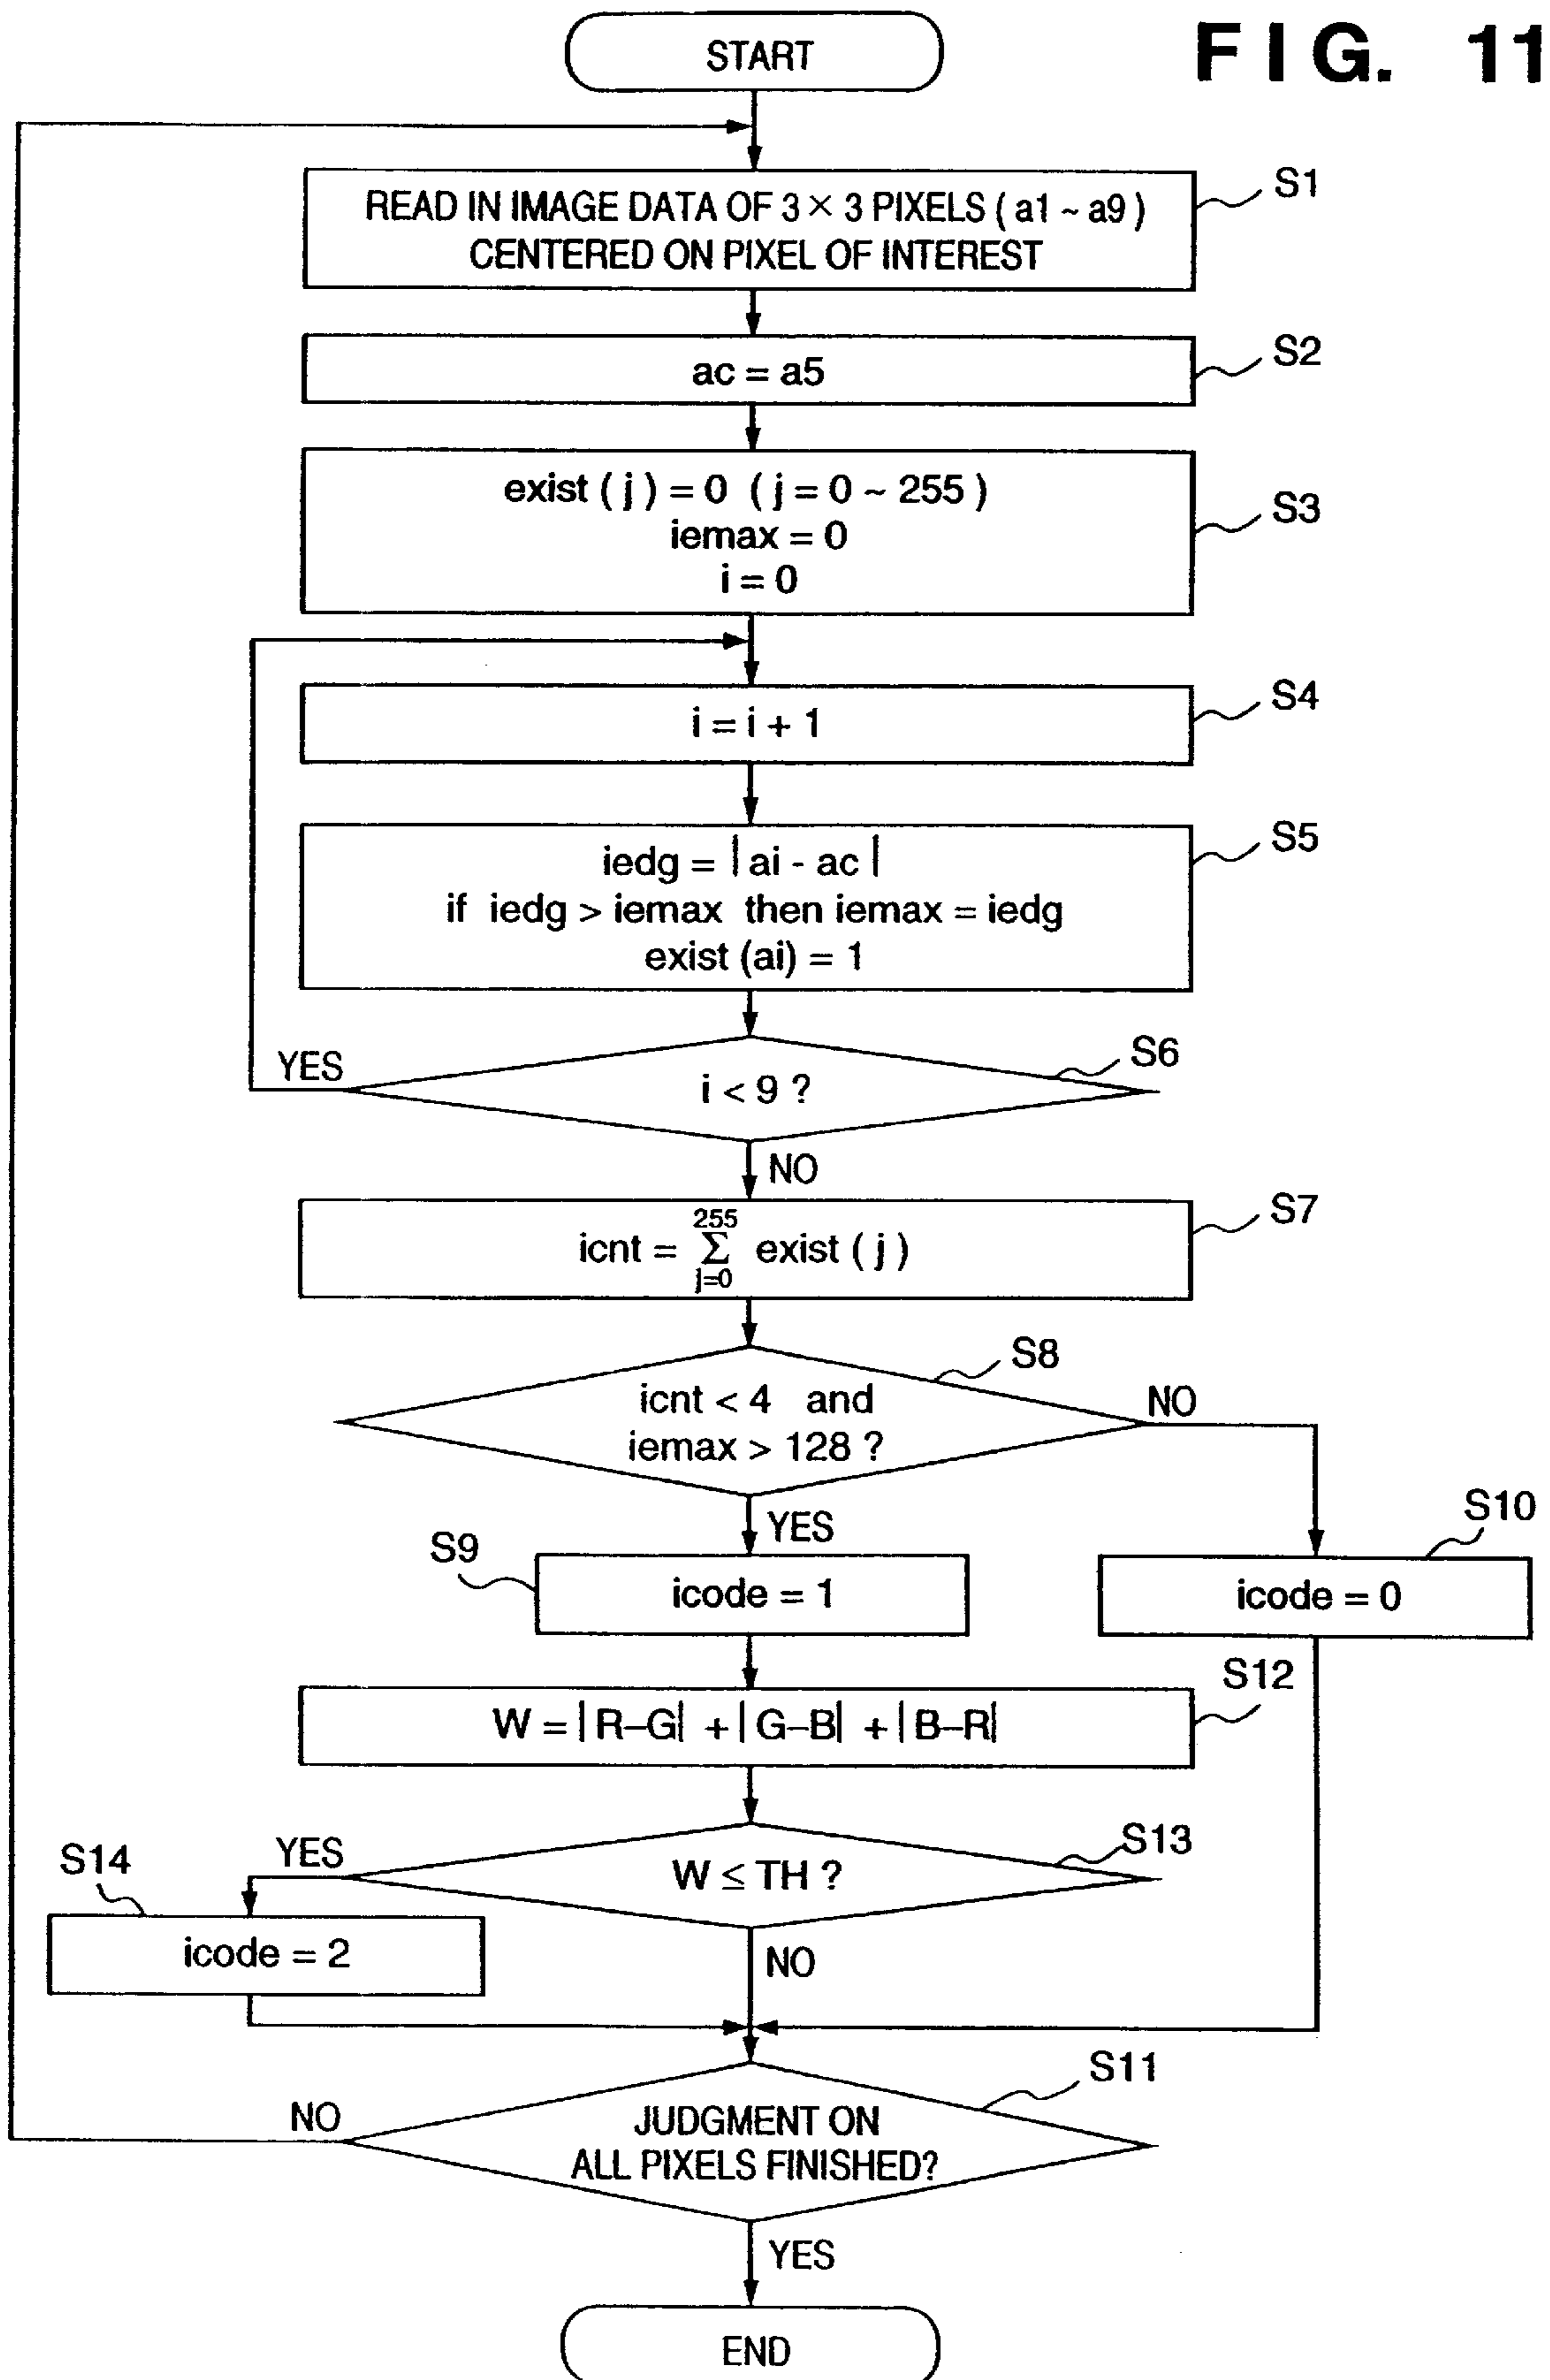 FIG. 11
START
S1
READ IN IMAGE DATA OF 3 × 3 PIXELS ( a1 ~ a9 )
CENTERED ON PIXEL OF INTEREST
S2
ac = a5
S3
exist ( j ) = 0 ( j = 0 ~ 255 )
iemax = 0
i = 0
S4
i = i + 1
S5
iedg = | ai - ac |
if iedg > iemax then iemax = iedg
exist (ai) = 1
S6
YES
i < 9 ?
NO
S7
icnt = 255 Σ j=0 exist ( j )
S8
icnt < 4 and
iemax > 128 ?
NO
YES
S9
icode = 1
S10
icode = 0
S12
W = | R–G| + | G–B| + | B–R|
S13
YES
W ≤ TH ?
S14
icode = 2
NO
S11
NO
JUDGMENT ON
ALL PIXELS FINISHED?
YES
END